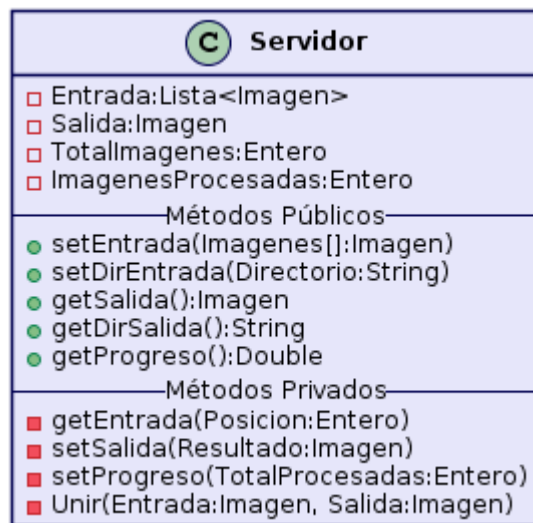 C Servidor
Entrada:Lista<Imagen>
Salida:Imagen
TotalImagenes:Entero
ImagenesProcesadas:Entero
Métodos Públicos
setEntrada(Imagenes[]:Imagen)
setDirEntrada(Directorio:String)
getSalida():Imagen
getDirSalida():String
getProgreso():Double
Métodos Privados
getEntrada(Posicion:Entero)
setSalida(Resultado:Imagen)
setProgreso(TotalProcesadas:Entero)
Unir(Entrada:Imagen, Salida:Imagen)